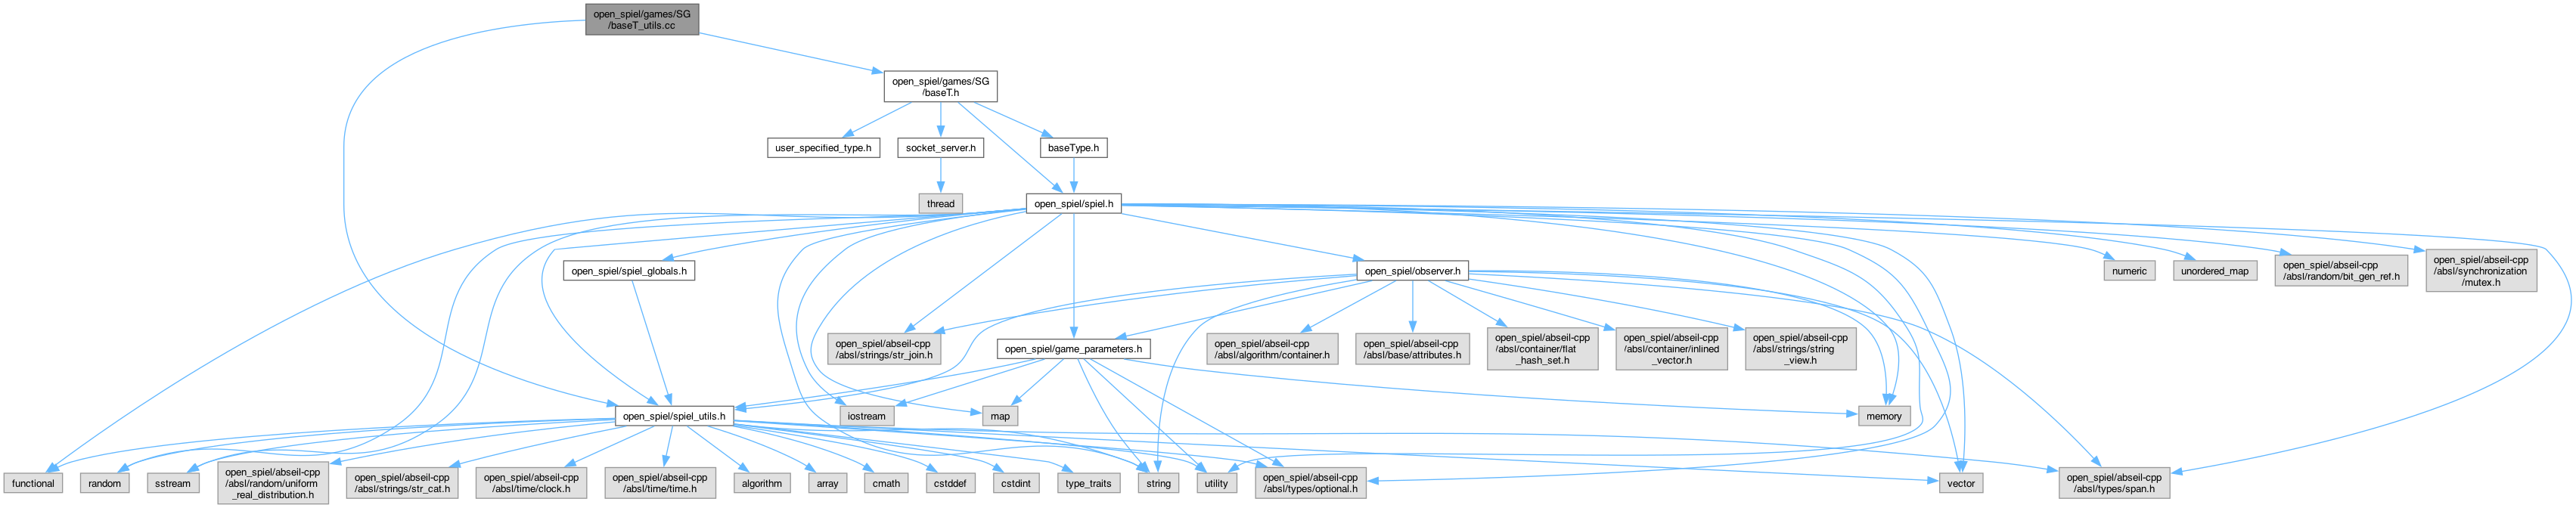 open_spiel/games/SG
/baseT_utils.cc
open_spiel/games/SG
/baseT.h
user_specified_type.h
socket_server.h
baseType.h
thread
open_spiel/spiel.h
open_spiel/spiel_globals.h
open_spiel/observer.h
numeric
unordered_map
open_spiel/abseil-cpp
/absl/random/bit_gen_ref.h
open_spiel/abseil-cpp
/absl/synchronization
/mutex.h
open_spiel/abseil-cpp
/absl/strings/str_join.h
open_spiel/game_parameters.h
open_spiel/abseil-cpp
/absl/algorithm/container.h
open_spiel/abseil-cpp
/absl/base/attributes.h
open_spiel/abseil-cpp
/absl/container/flat
_hash_set.h
open_spiel/abseil-cpp
/absl/container/inlined
_vector.h
open_spiel/abseil-cpp
/absl/strings/string
_view.h
open_spiel/spiel_utils.h
iostream
map
memory
functional
random
sstream
open_spiel/abseil-cpp
/absl/random/uniform
_real_distribution.h
open_spiel/abseil-cpp
/absl/strings/str_cat.h
open_spiel/abseil-cpp
/absl/time/clock.h
open_spiel/abseil-cpp
/absl/time/time.h
algorithm
array
cmath
cstddef
cstdint
type_traits
string
utility
open_spiel/abseil-cpp
/absl/types/optional.h
vector
open_spiel/abseil-cpp
/absl/types/span.h